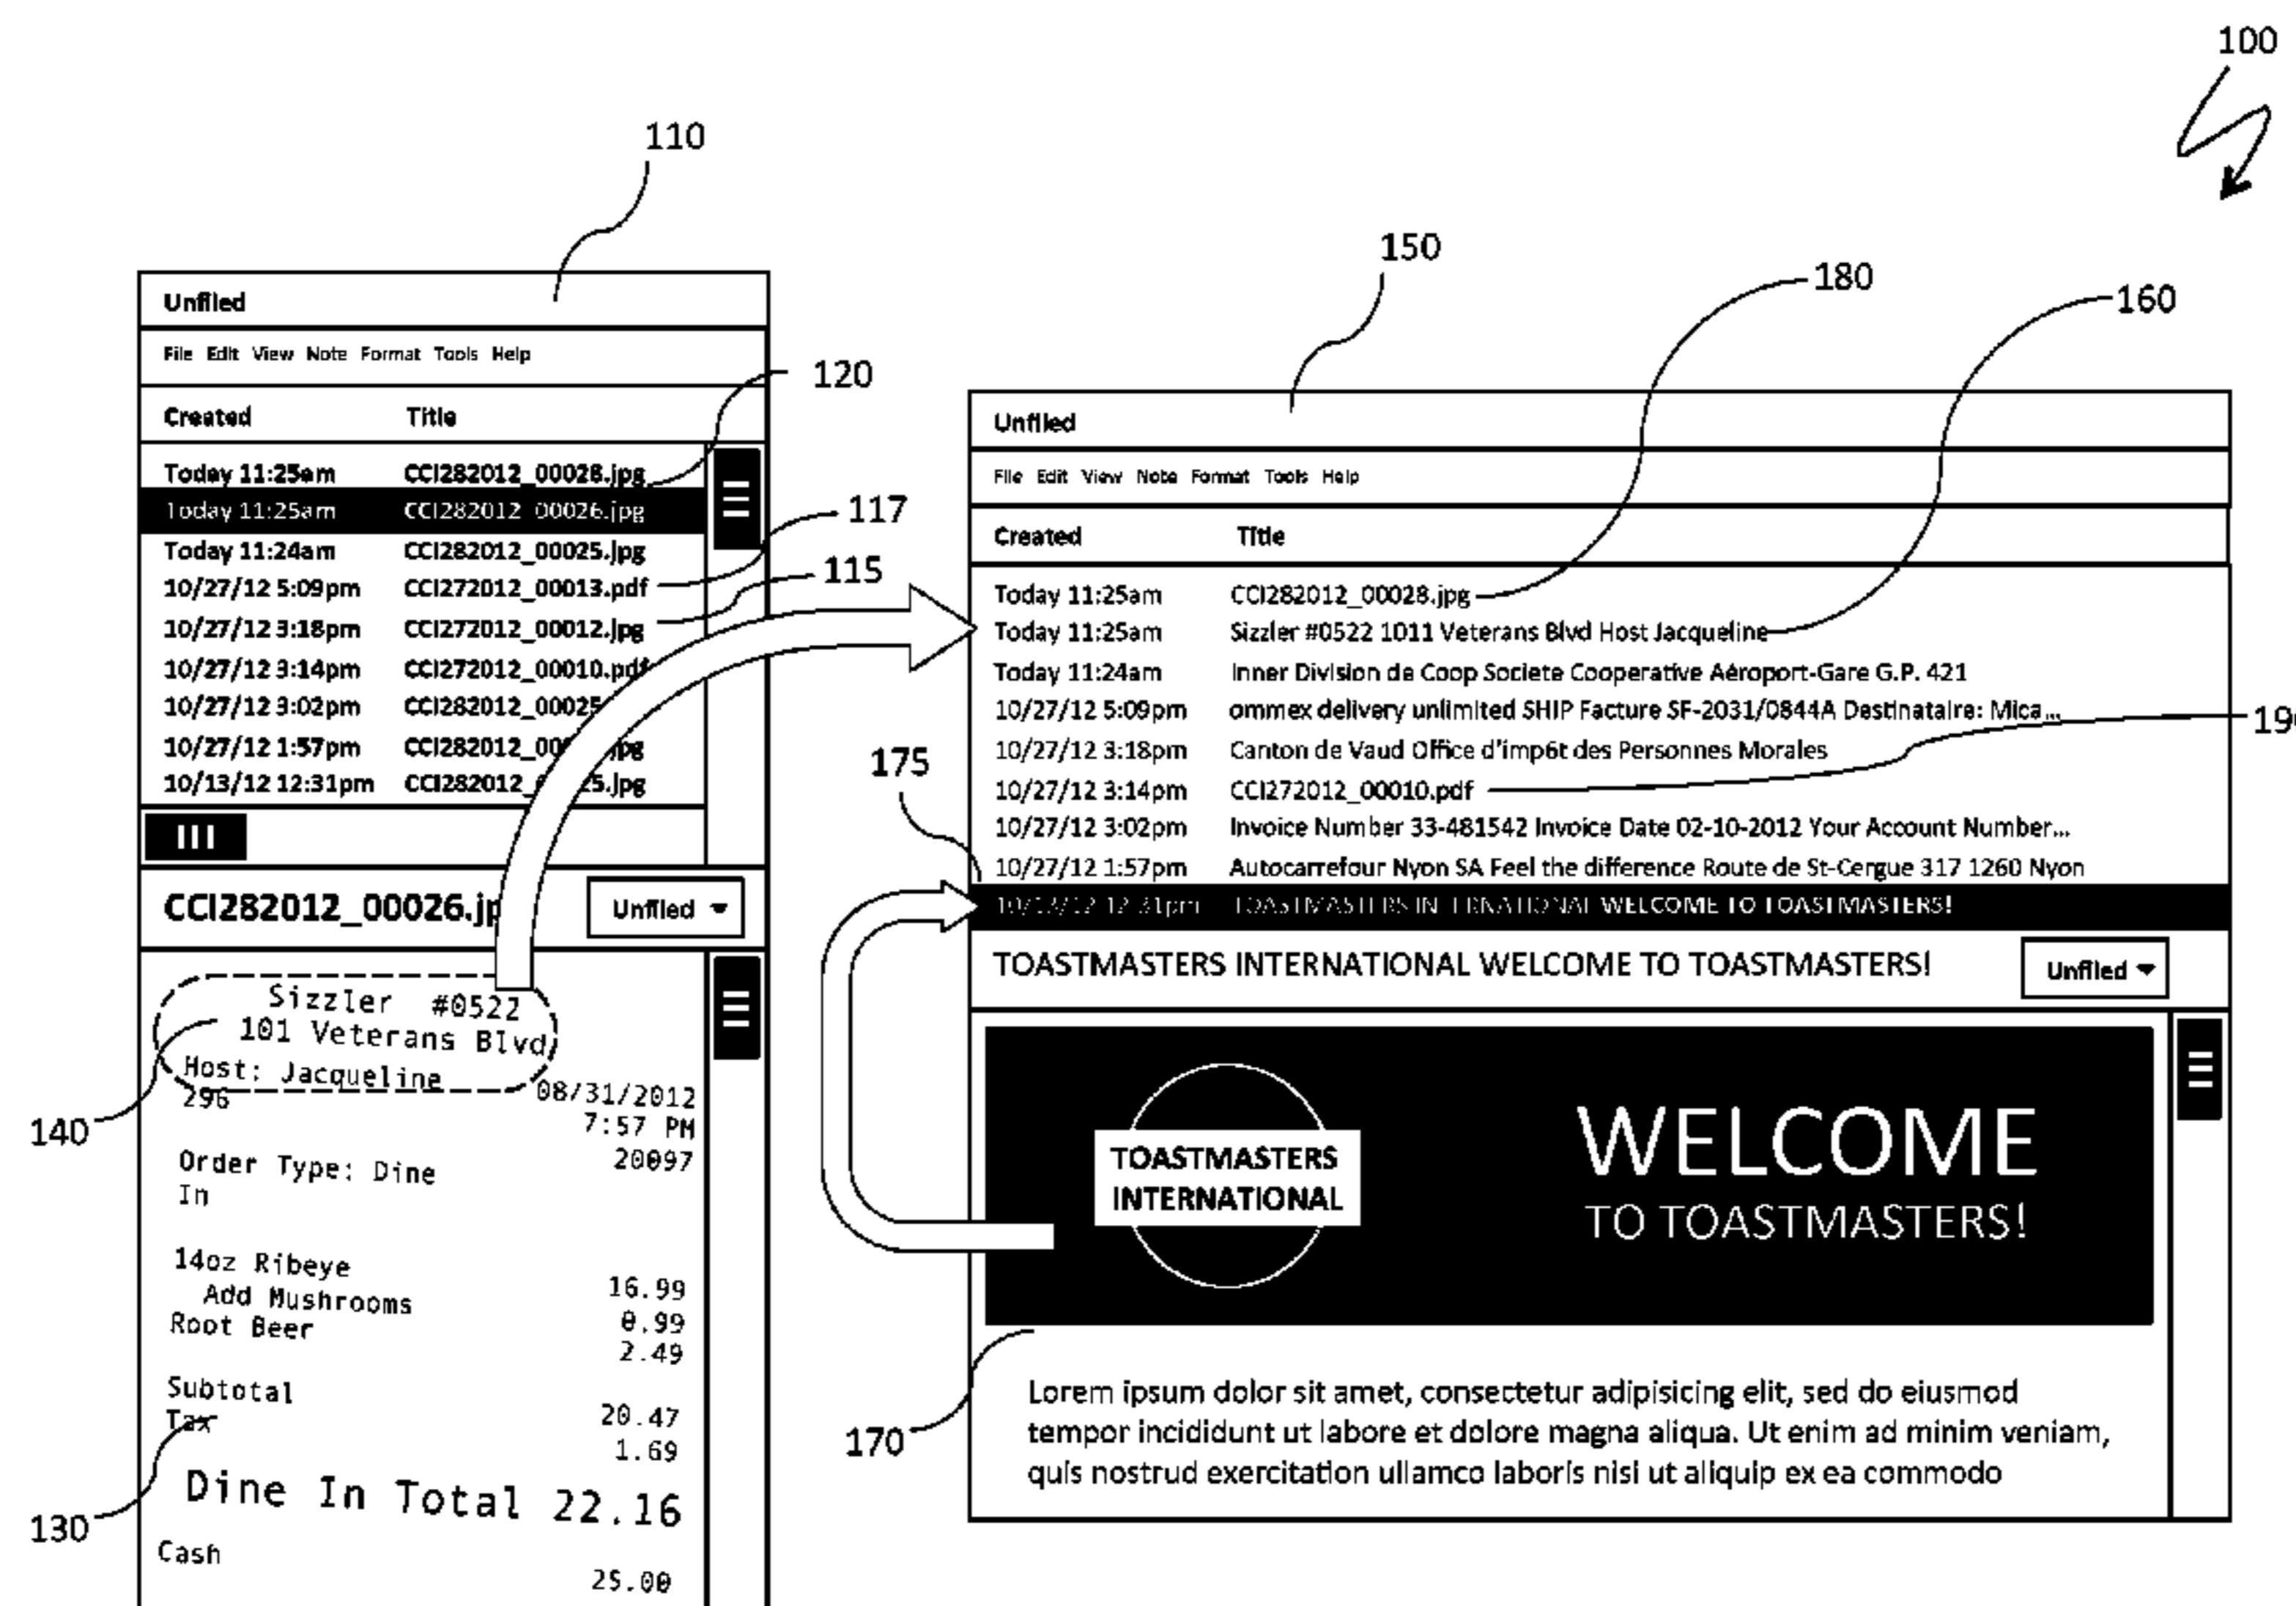 100
110
Unfiled
File Edit View Note Format Tools Help
120
Created Title
Today 11:25am CCI282012_00028.jpg
Today 11:25am CCI282012_00026.jpg
117
Today 11:24am CCI282012_00025.jpg
10/27/12 5:09pm CCI272012_00013.pdf
115
10/27/12 3:18pm CCI272012_00012.jpg
10/27/12 3:14pm CCI272012_00010.pdf
10/27/12 3:02pm CCI282012_00025
10/27/12 1:57pm
10/13/12 12:31pm
CCI282012_00026.jp Unfiled
Sizzler #0522
101 Veterans Blvd
Host: Jacqueline
296 08/31/2012
7:57 PM
140
Order Type: Dine 20097
In
14oz Ribeye 16.99
Add Mushrooms 0.99
Root Beer 2.49
Subtotal 20.47
Tax 1.69
Dine In Total 22.16
130
Cash 25.00
150
180
160
Unfiled
File Edit View Note Format Tools Help
Created Title
Today 11:25am CCI282012_00028.jpg
Today 11:25am Sizzler #0522 1011 Veterans Blvd Host Jacqueline
Today 11:24am Inner Division de Coop Societe Cooperative Aéroport-Gare G.P. 421
10/27/12 5:09pm ommex delivery unlimited SHIP Facture SF-2031/0844A Destinataire: Mica...
19
10/27/12 3:18pm Canton de Vaud Office d'imp6t des Personnes Morales
175
10/27/12 3:14pm CCI272012_00010.pdf
10/27/12 3:02pm Invoice Number 33-481542 Invoice Date 02-10-2012 Your Account Number...
10/27/12 1:57pm Autocarrefour Nyon SA Feel the difference Route de St-Cergue 317 1260 Nyon
10/13/12 12:31pm TOASTMASTERS INTERNATIONAL WELCOME TO TOASTMASTERS!
TOASTMASTERS INTERNATIONAL WELCOME TO TOASTMASTERS! Unfiled
TOASTMASTERS
INTERNATIONAL
WELCOME
TO TOASTMASTERS!
170
Lorem ipsum dolor sit amet, consectetur adipisicing elit, sed do eiusmod
tempor incididunt ut labore et dolore magna aliqua. Ut enim ad minim veniam,
quis nostrud exercitation ullamco laboris nisi ut aliquip ex ea commodo